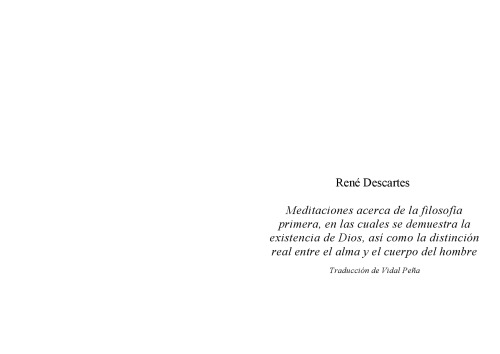 René Descartes
Meditaciones acerca de la filosofía
primera, en las cuales se demuestra la
existencia de Dios, así como la distinción
real entre el alma y el cuerpo del hombre
Traducción de Vidal Peña